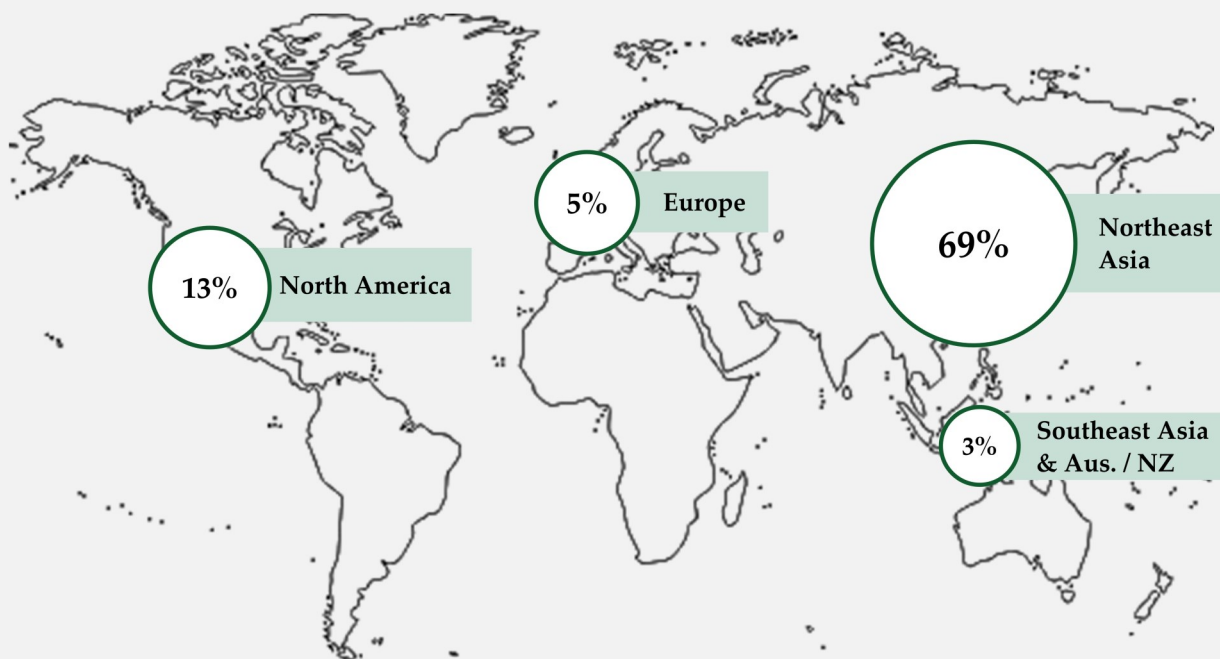 5%
Europe
69%
Northeast
Asia
13%
North America
3%
Southeast Asia
& Aus. / NZ